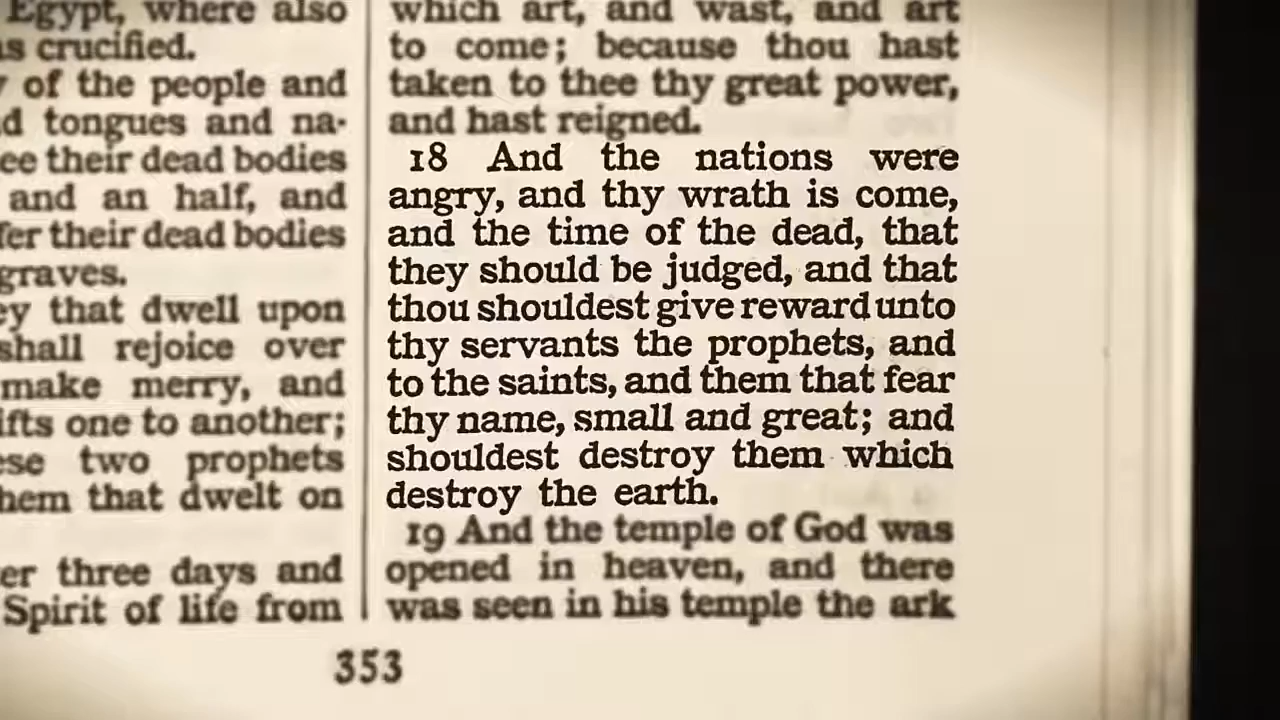 Egypt, where also
s crucified.
of the people and
d tongues and na-
ee their dead bodies
and an half, and
fer their dead bodies
graves.
ey that dwell upon
shall rejoice over
make merry, and
ifts one to another;
ese two prophets
hem that dwelt on
er three days and
Spirit of life from
which art, and wast, and art
to come; because thou hast
taken to thee thy great power,
and hast reigned.
18 And the nations were
angry, and thy wrath is come,
and the time of the dead, that
they should be judged, and that
thou shouldest give reward unto
thy servants the prophets, and
to the saints, and them that fear
thy name, small and great; and
shouldest destroy them which
destroy the earth.
19 And the temple of God was
opened in heaven, and there
was seen in his temple the ark
353